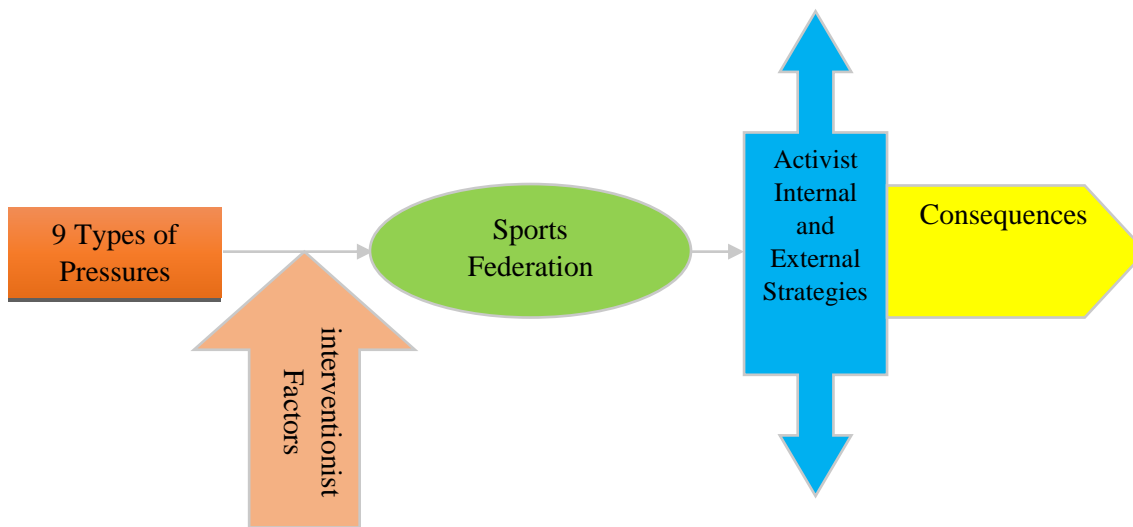 9 Types of
Pressures
interventionist
Factors
Sports
Federation
Activist
Internal
and
External
Strategies
Consequences